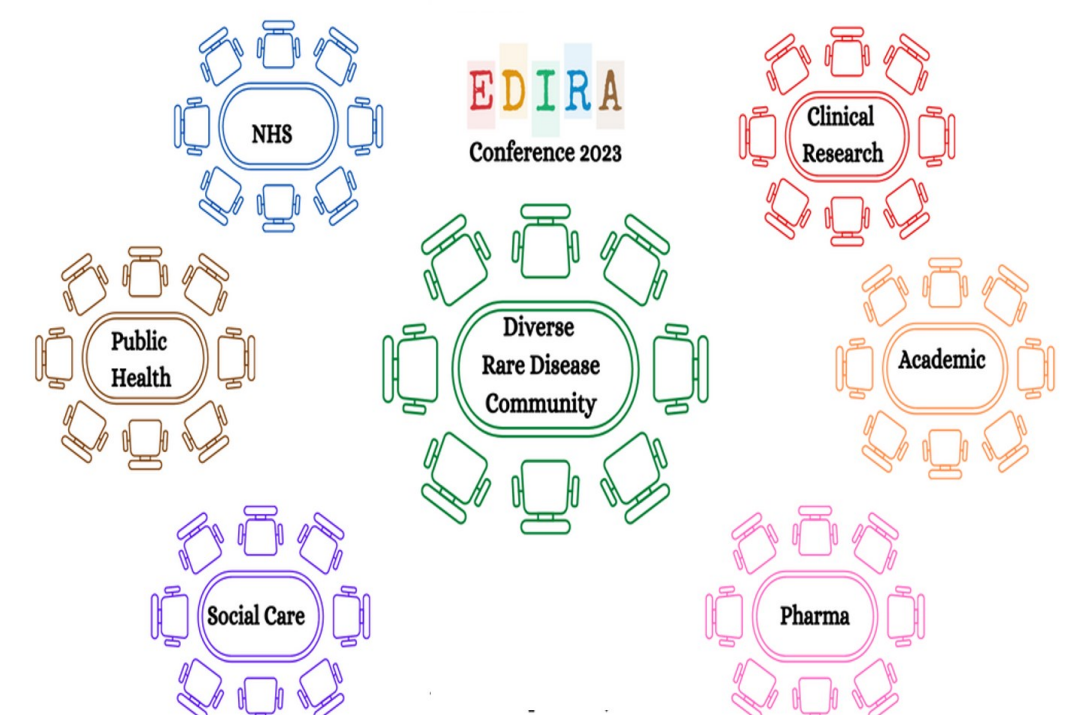 EDIRA
Conference 2023
NHS
Clinical
Research
Public
Health
Diverse
Rare Disease
Community
Academic
Social Care
Pharma